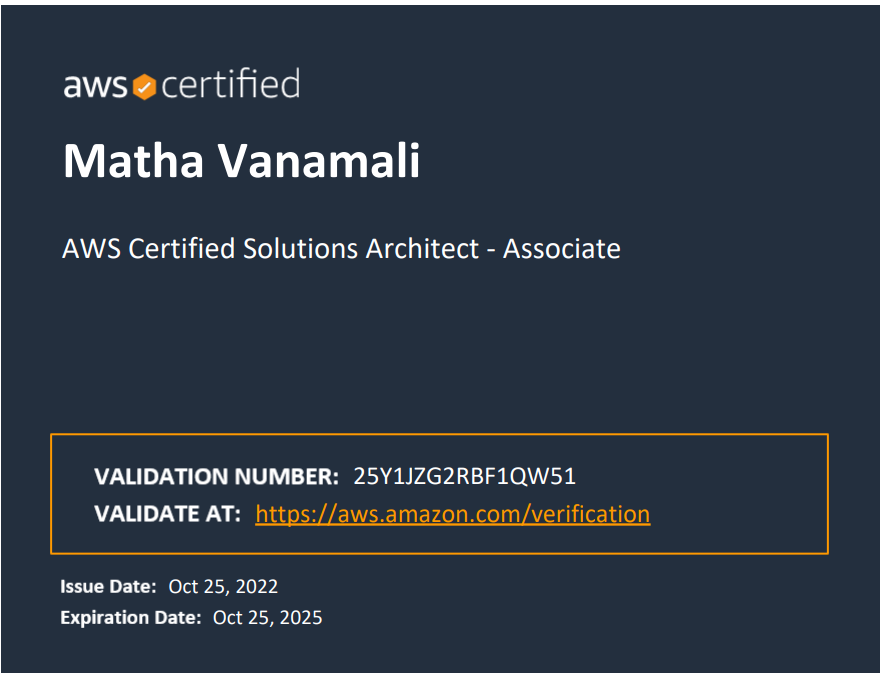 aws certified
Matha Vanamali
AWS Certified Solutions Architect - Associate
VALIDATION NUMBER: 25Y1JZG2RBF1QW51
VALIDATE AT: https://aws.amazon.com/verification
Issue Date: Oct 25, 2022
Expiration Date: Oct 25, 2025